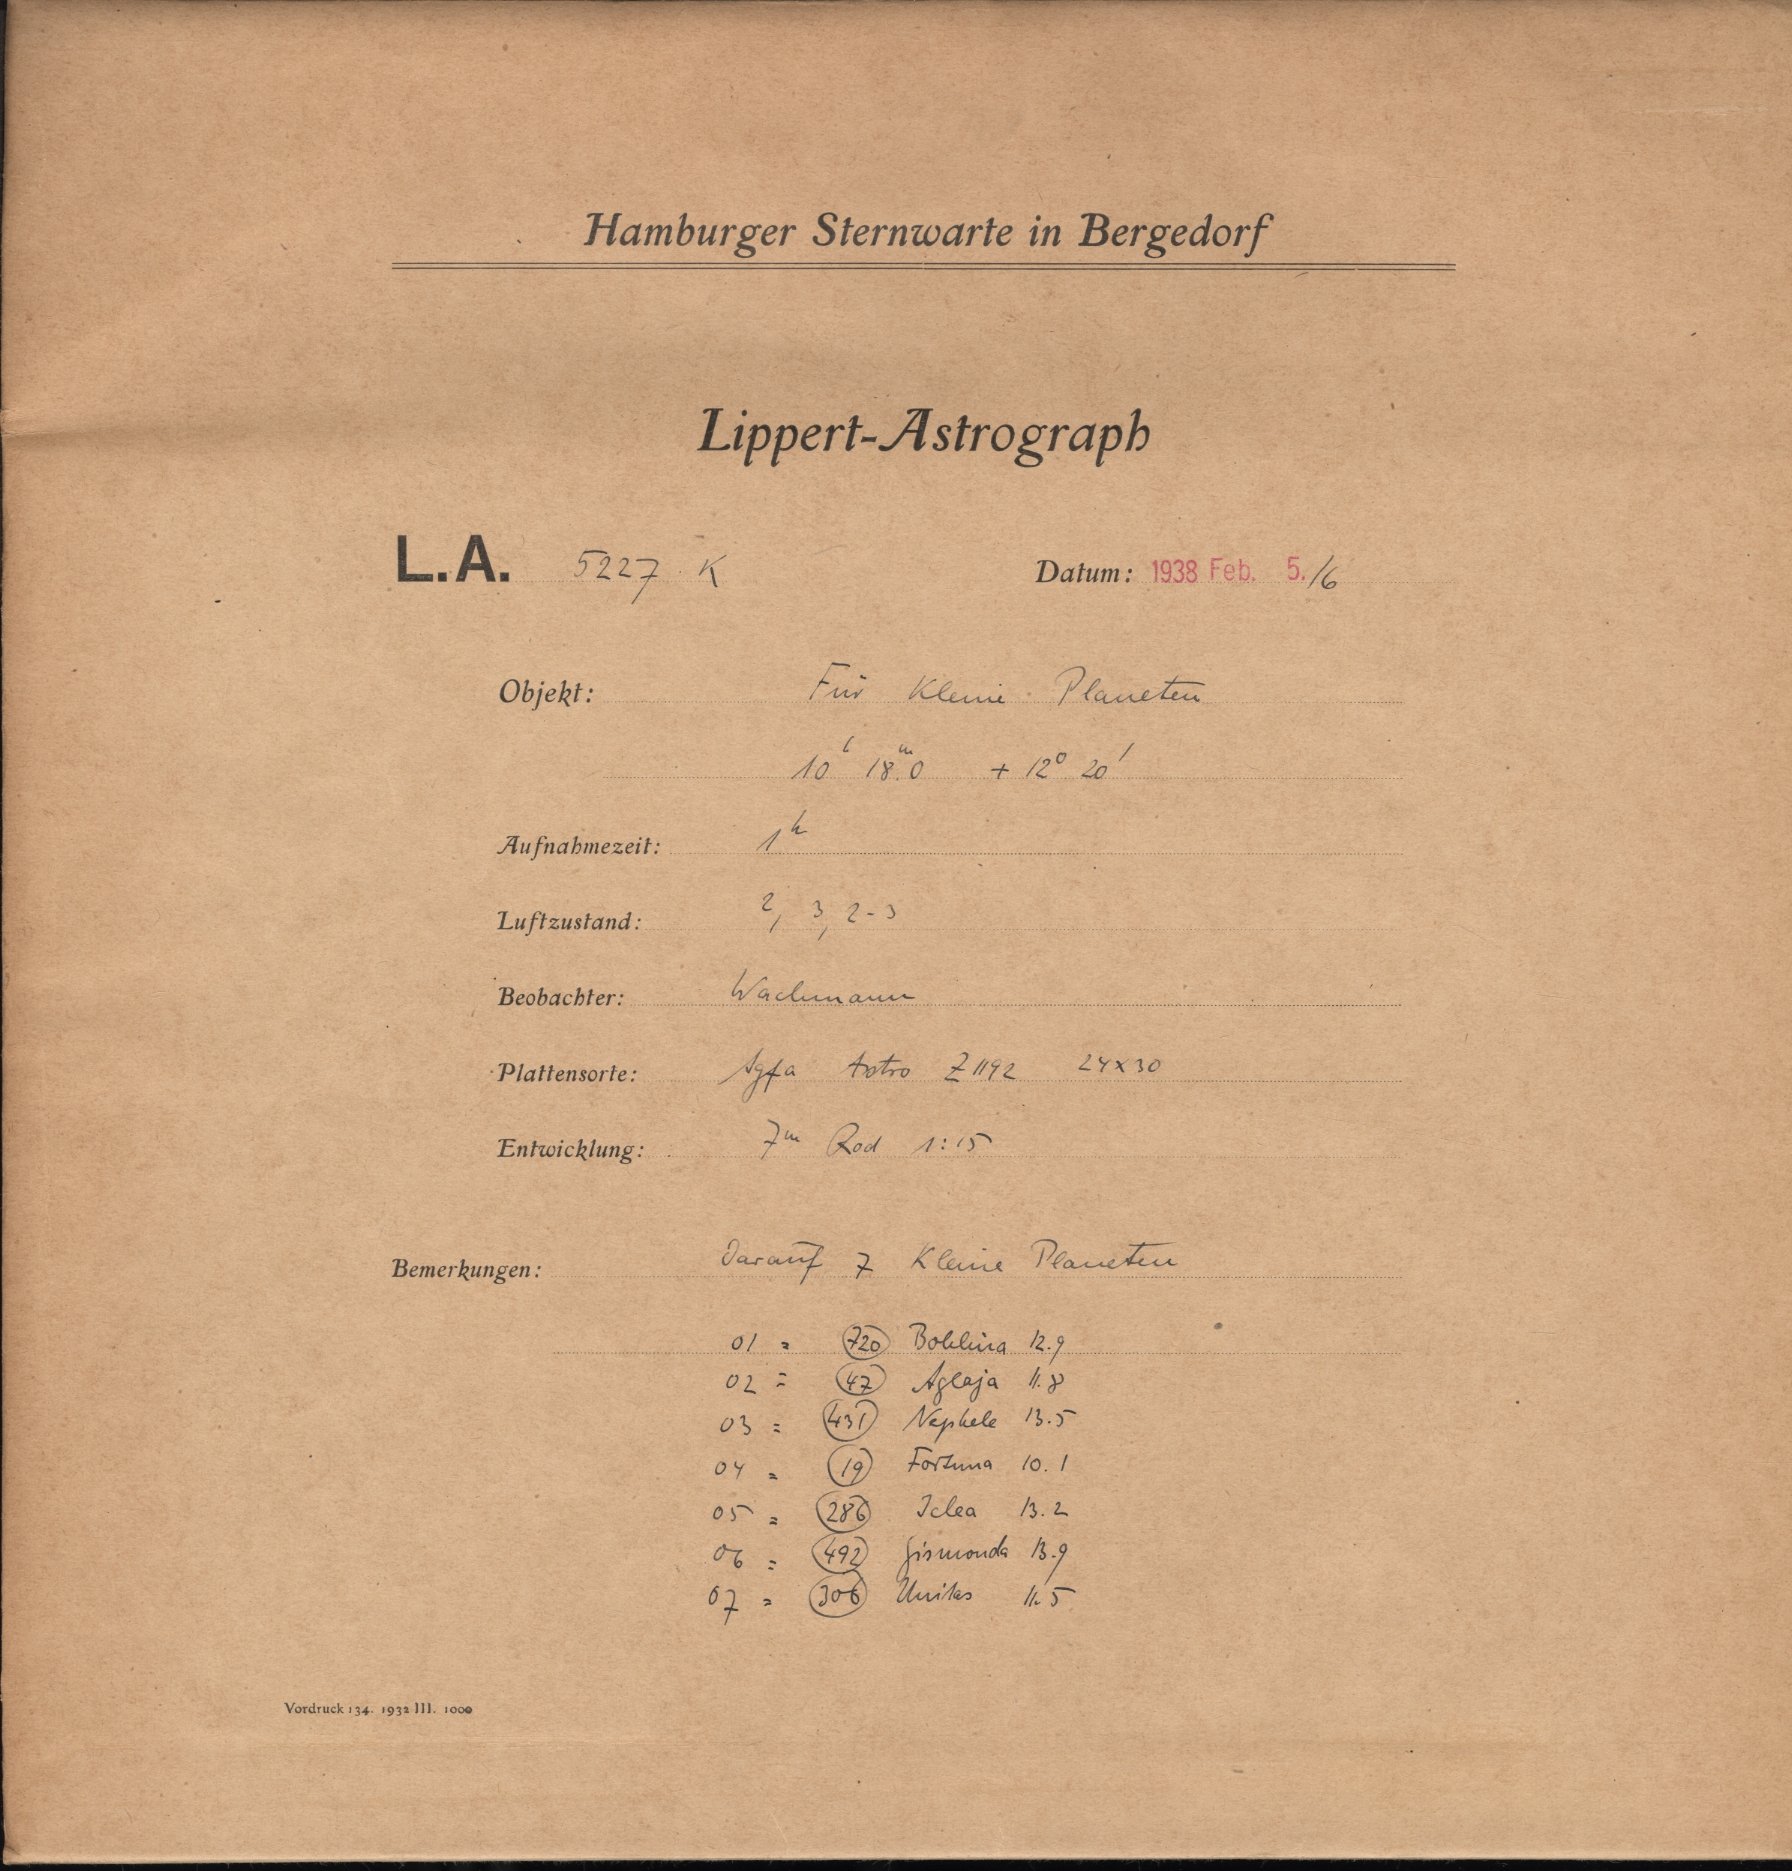 Hamburger Sternwarte in Bergedorf
Lippert-Astrograph
L.A. 5227 K Datum: 1938 Feb. 5./6
Objekt: Für Kleine Planeten
10h 18m.0 + 12° 20'
Aufnahmezeit: 1h
Luftzustand: 2, 3, 2-3
Beobachter: Wachmann
Plattensorte: Agfa Astro Z 1192 24x30
Entwicklung: 7m Rod 1:15
Bemerkungen: Darauf 7 Kleine Planeten
01 = 720 Bohlinia 12.9
02 = 47 Aglaja 11.8
03 = 431 Nephele 13.5
04 = 19 Fortuna 10.1
05 = 286 Iclea 13.2
06 = 492 Gismonda 13.9
07 = 306 Unitas 11.5
Vordruck 134. 1932 III. 1000